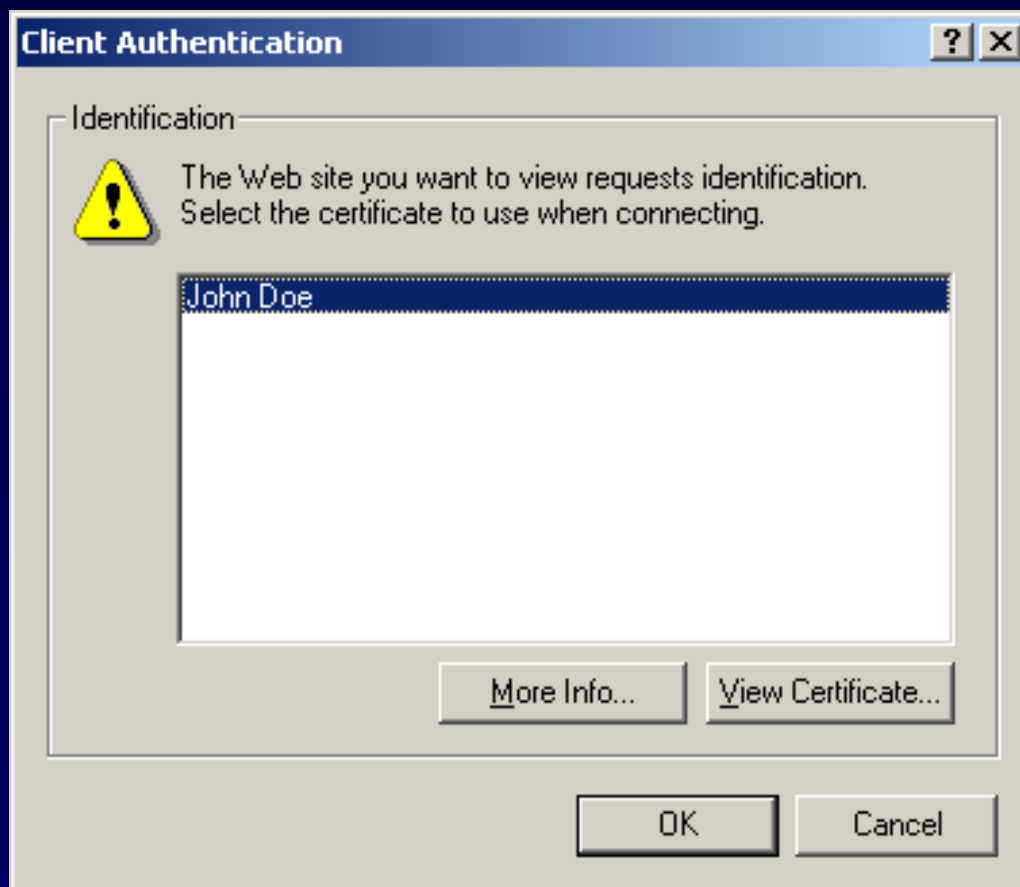 Client Authentication
Identification
The Web site you want to view requests identification.
Select the certificate to use when connecting.
John Doe
More Info... View Certificate...
OK Cancel